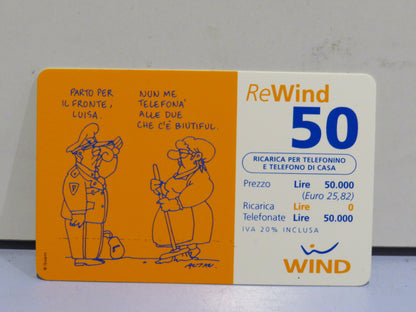 PARTO PER
IL FRONTE,
LUISA.
NUN ME
TELEFONA'
ALLE DUE
CHE C'È BIUTIFUL.
ALTAN.
ReWind
50
RICARICA PER TELEFONINO
E TELEFONO DI CASA
Prezzo Lire 50.000
(Euro 25,82)
Ricarica Lire 0
Telefonate Lire 50.000
IVA 20% INCLUSA
WIND